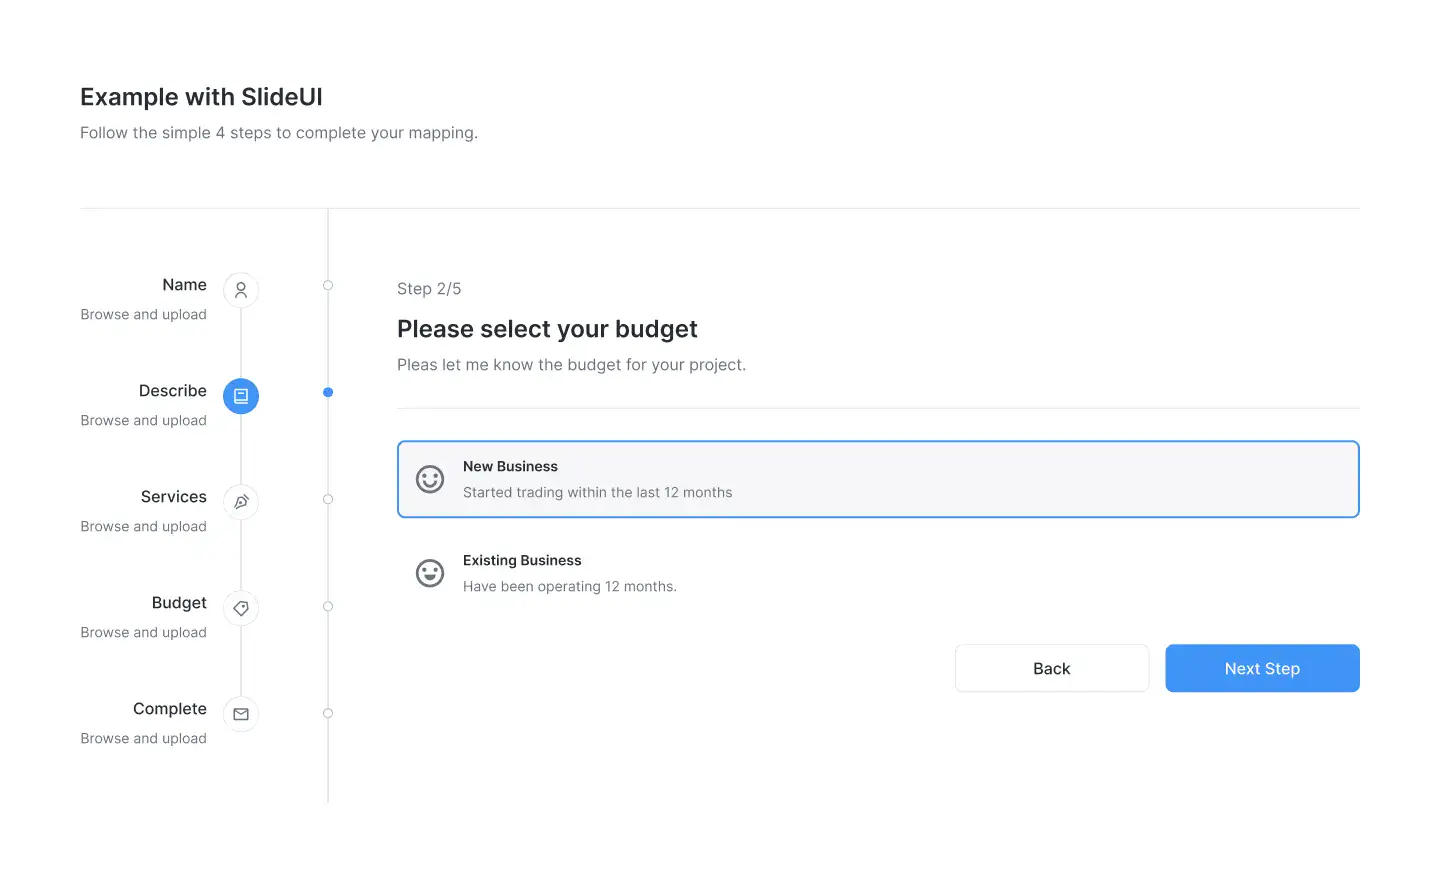 Example with SlideUI
Follow the simple 4 steps to complete your mapping.
Name
Browse and upload
Describe
Browse and upload
Services
Browse and upload
Budget
Browse and upload
Complete
Browse and upload
Step 2/5
Please select your budget
Pleas let me know the budget for your project.
New Business
Started trading within the last 12 months
Existing Business
Have been operating 12 months.
Back
Next Step